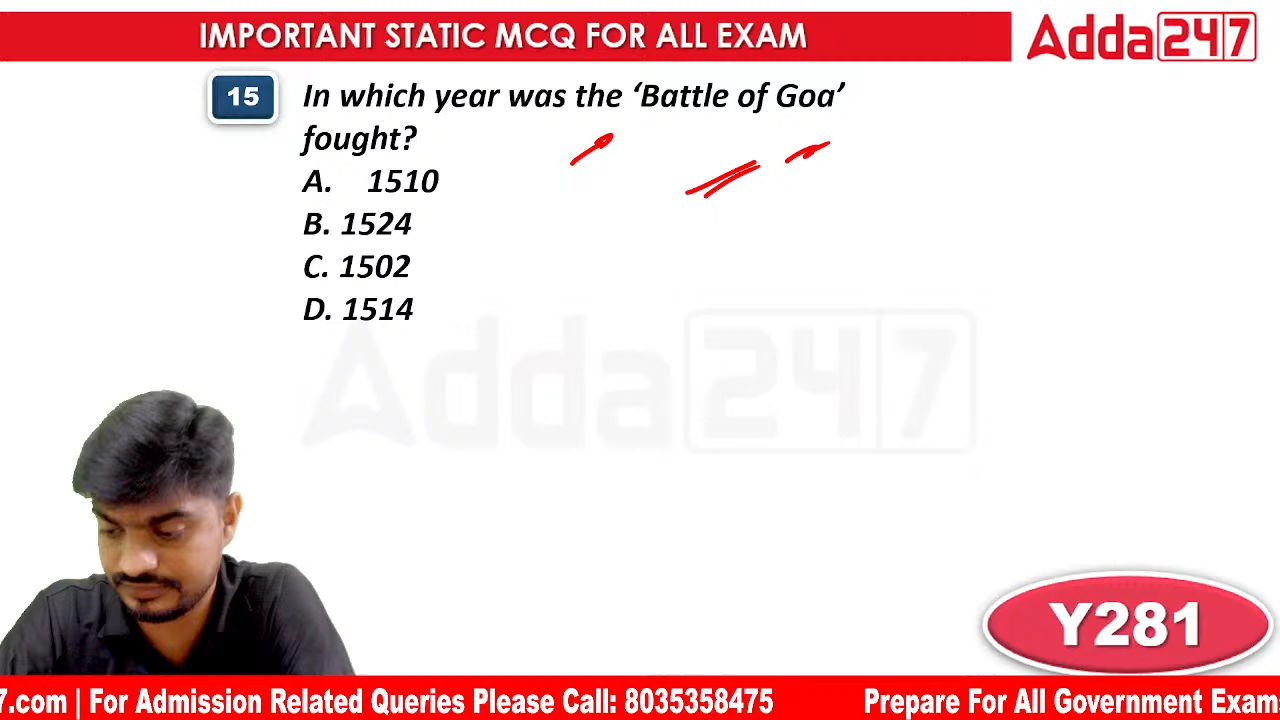 IMPORTANT STATIC MCQ FOR ALL EXAM
Adda247
15
In which year was the ‘Battle of Goa’
fought?
A. 1510
B. 1524
C. 1502
D. 1514
Adda247
Y281
7.com | For Admission Related Queries Please Call: 8035358475 Prepare For All Government Exam